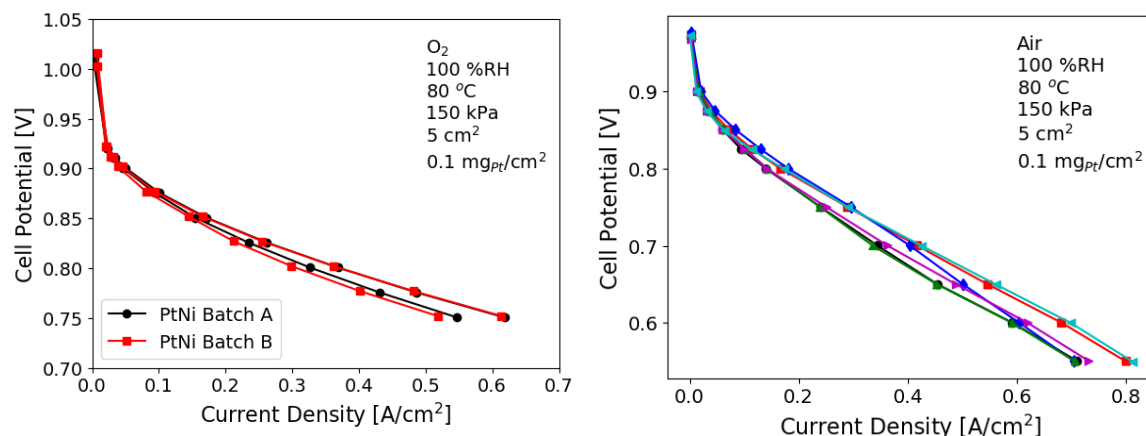 1.05
1.00
0.95
0.90
0.85
0.80
0.75
0.70
Cell Potential [V]
O₂
100 %RH
80 °C
150 kPa
5 cm²
0.1 mg_Pt/cm²
PtNi Batch A
PtNi Batch B
0.0 0.1 0.2 0.3 0.4 0.5 0.6 0.7
Current Density [A/cm²]
0.9
0.8
0.7
0.6
Cell Potential [V]
Air
100 %RH
80 °C
150 kPa
5 cm²
0.1 mg_Pt/cm²
0.0 0.2 0.4 0.6 0.8
Current Density [A/cm²]